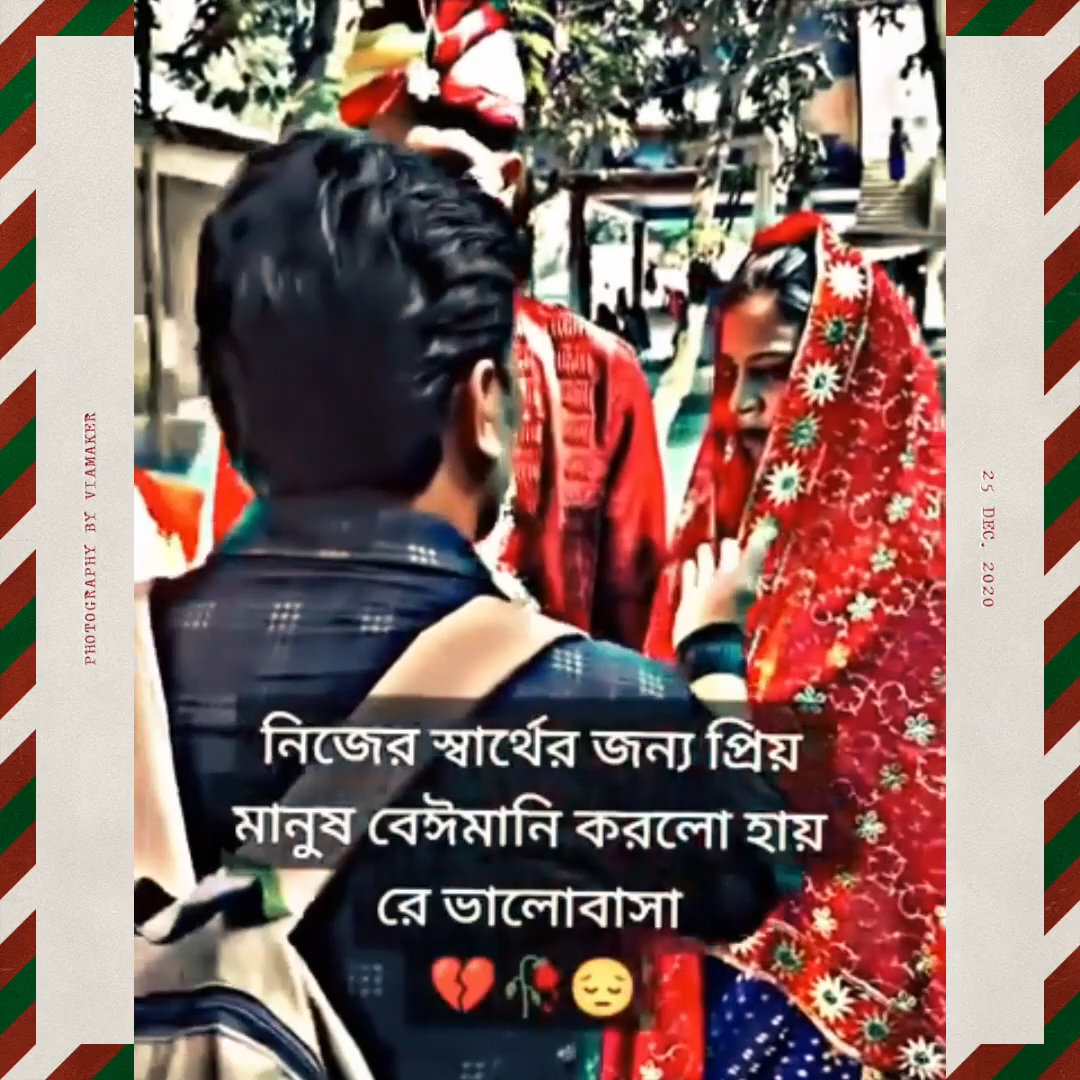 PHOTOGRAPHY BY VIAMAKER
25 DEC. 2020
নিজের স্বার্থের জন্য প্রিয়
মানুষ বেঈমানি করলো হায়
রে ভালোবাসা
💔🥀😔